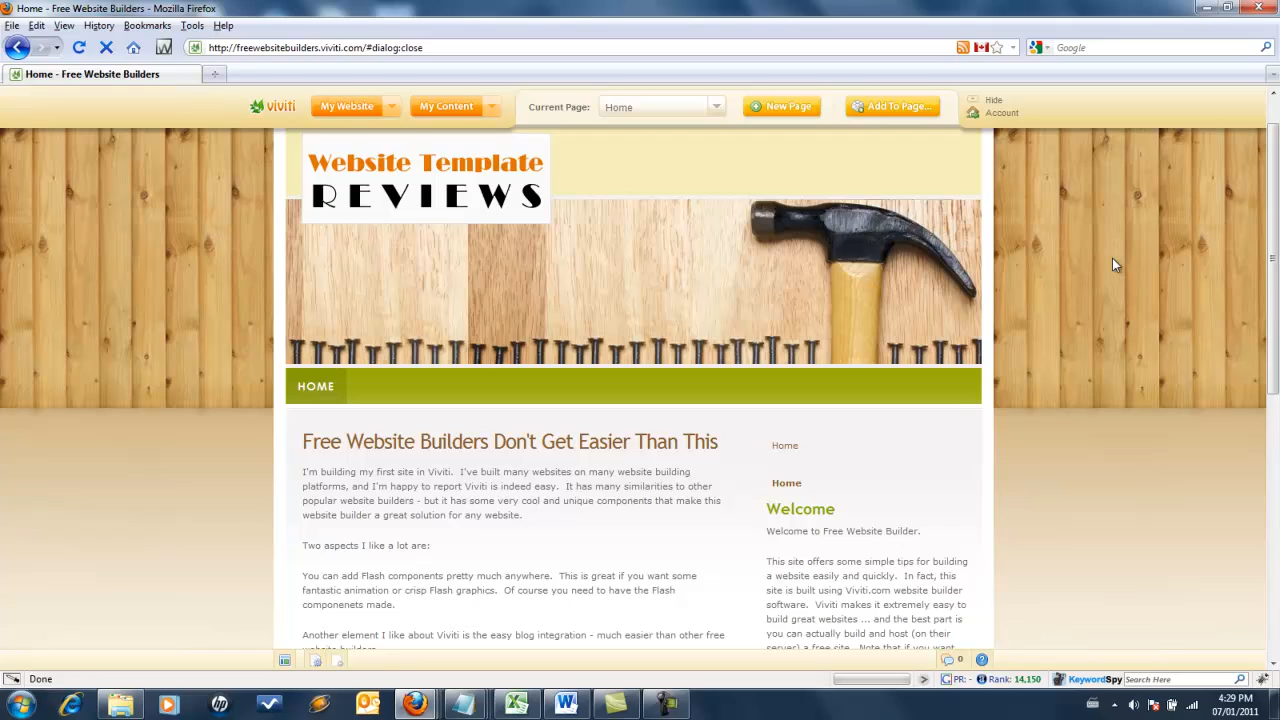 Home - Free Website Builders - Mozilla Firefox
File Edit View History Bookmarks Tools Help
http://freewebsitebuilders.viviti.com/#dialog:close
Google
Home - Free Website Builders
viviti
My Website
My Content
Current Page:
Home
New Page
Add To Page...
Hide
Account
Website Template
REVIEWS
HOME
Free Website Builders Don't Get Easier Than This
I'm building my first site in Viviti. I've built many websites on many website building
platforms, and I'm happy to report Viviti is indeed easy. It has many similarities to other
popular website builders - but it has some very cool and unique components that make this
website builder a great solution for any website.
Two aspects I like a lot are:
You can add Flash components pretty much anywhere. This is great if you want some
fantastic animation or crisp Flash graphics. Of course you need to have the Flash
componenets made.
Another element I like about Viviti is the easy blog integration - much easier than other free
website builders.
Home
Home
Welcome
Welcome to Free Website Builder.
This site offers some simple tips for building
a website easily and quickly. In fact, this
site is built using Viviti.com website builder
software. Viviti makes it extremely easy to
build great websites ... and the best part is
you can actually build and host (on their
server) a free site. Note that if you want
0
Done
PR: -
Rank: 14,150
KeywordSpy
Search Here
4:29 PM
07/01/2011